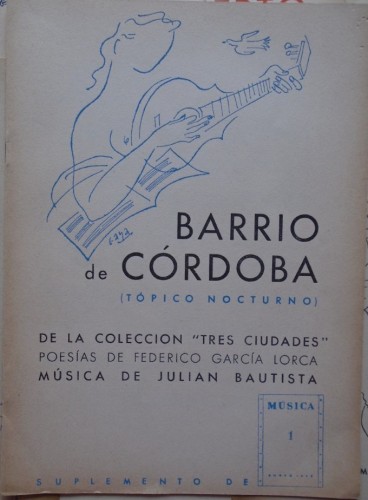 BARRIO
de CÓRDOBA
(TÓPICO NOCTURNO)
DE LA COLECCION "TRES CIUDADES"
POESÍAS DE FEDERICO GARCÍA LORCA
MÚSICA DE JULIAN BAUTISTA
SUPLEMENTO DE
MÚSICA
1